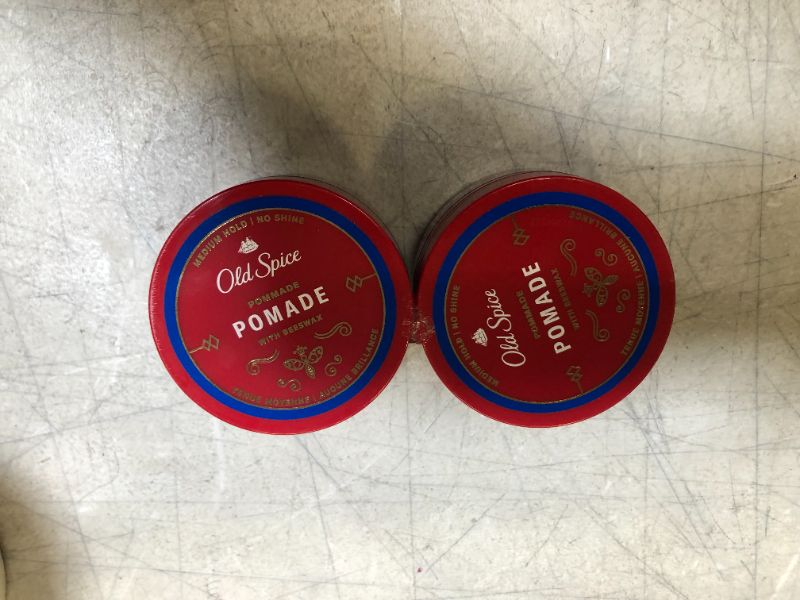 MEDIUM HOLD | NO SHINE
Old Spice
POMMADE
POMADE
WITH BEESWAX
TENUE MOYENNE | AUCUNE BRILLANCE
MEDIUM HOLD | NO SHINE
Old Spice
POMMADE
POMADE
WITH BEESWAX
TENUE MOYENNE | AUCUNE BRILLANCE